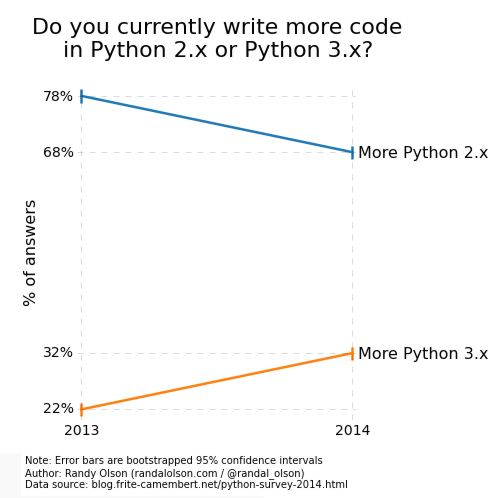 Do you currently write more code
in Python 2.x or Python 3.x?
78%
68%
More Python 2.x
% of answers
32%
More Python 3.x
22%
2013
2014
Note: Error bars are bootstrapped 95% confidence intervals
Author: Randy Olson (randalolson.com / @randal_olson)
Data source: blog.frite-camembert.net/python-survey-2014.html